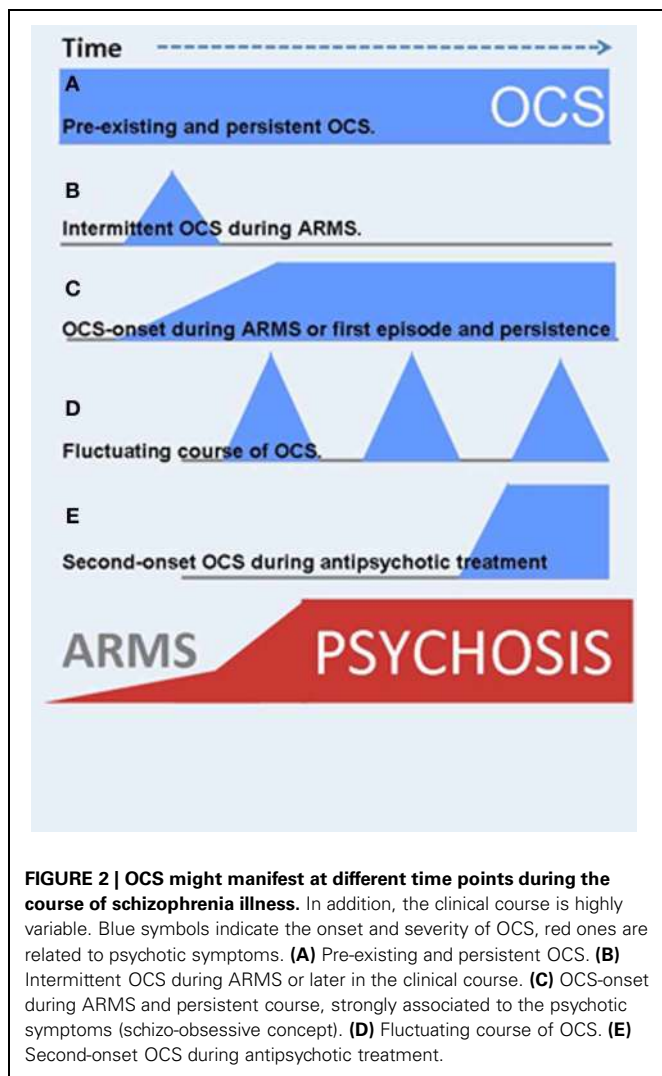 Time
A
OCS
Pre-existing and persistent OCS.
B
Intermittent OCS during ARMS.
C
OCS-onset during ARMS or first episode and persistence
D
Fluctuating course of OCS.
E
Second-onset OCS during antipsychotic treatment
ARMS PSYCHOSIS
FIGURE 2 | OCS might manifest at different time points during the
course of schizophrenia illness. In addition, the clinical course is highly
variable. Blue symbols indicate the onset and severity of OCS, red ones are
related to psychotic symptoms. (A) Pre-existing and persistent OCS. (B)
Intermittent OCS during ARMS or later in the clinical course. (C) OCS-onset
during ARMS and persistent course, strongly associated to the psychotic
symptoms (schizo-obsessive concept). (D) Fluctuating course of OCS. (E)
Second-onset OCS during antipsychotic treatment.